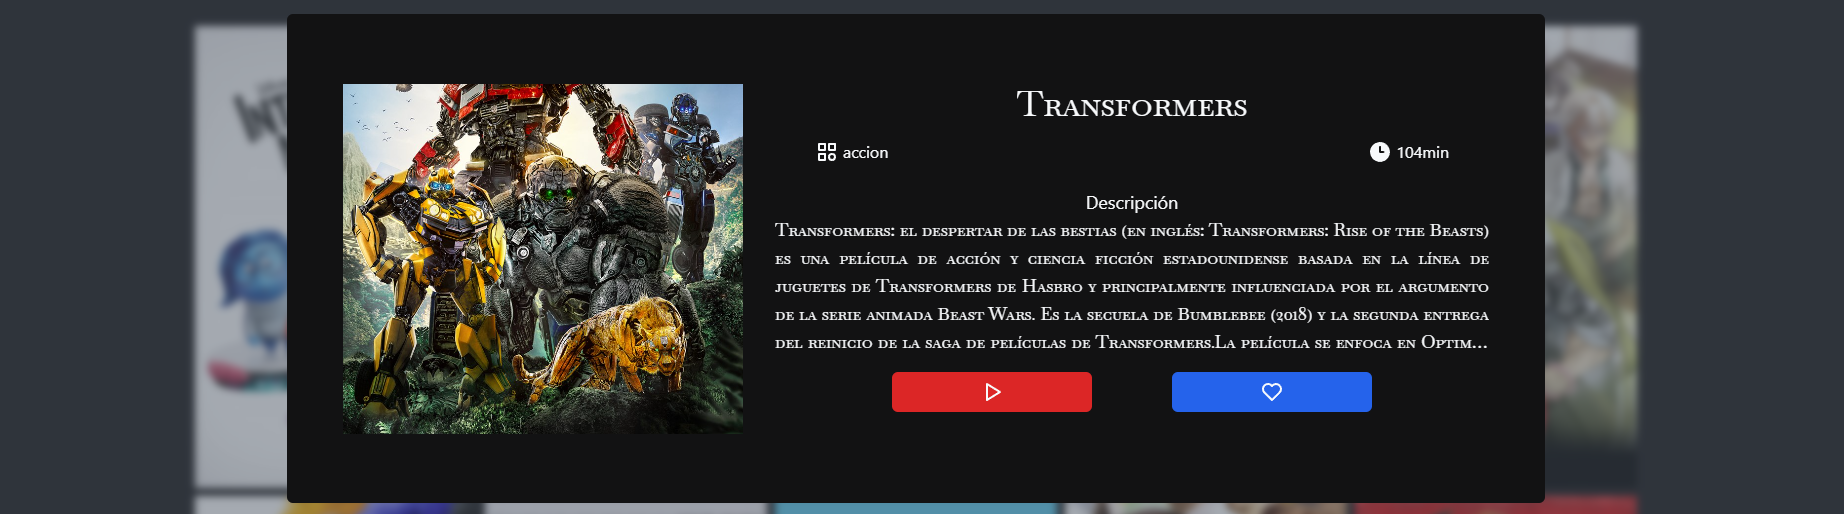 Transformers
accion
104min
Descripción
Transformers: el despertar de las bestias (en inglés: Transformers: Rise of the Beasts)
es una película de acción y ciencia ficción estadounidense basada en la línea de
juguetes de Transformers de Hasbro y principalmente influenciada por el argumento
de la serie animada Beast Wars. Es la secuela de Bumblebee (2018) y la segunda entrega
del reinicio de la saga de películas de Transformers.La película se enfoca en Optim...